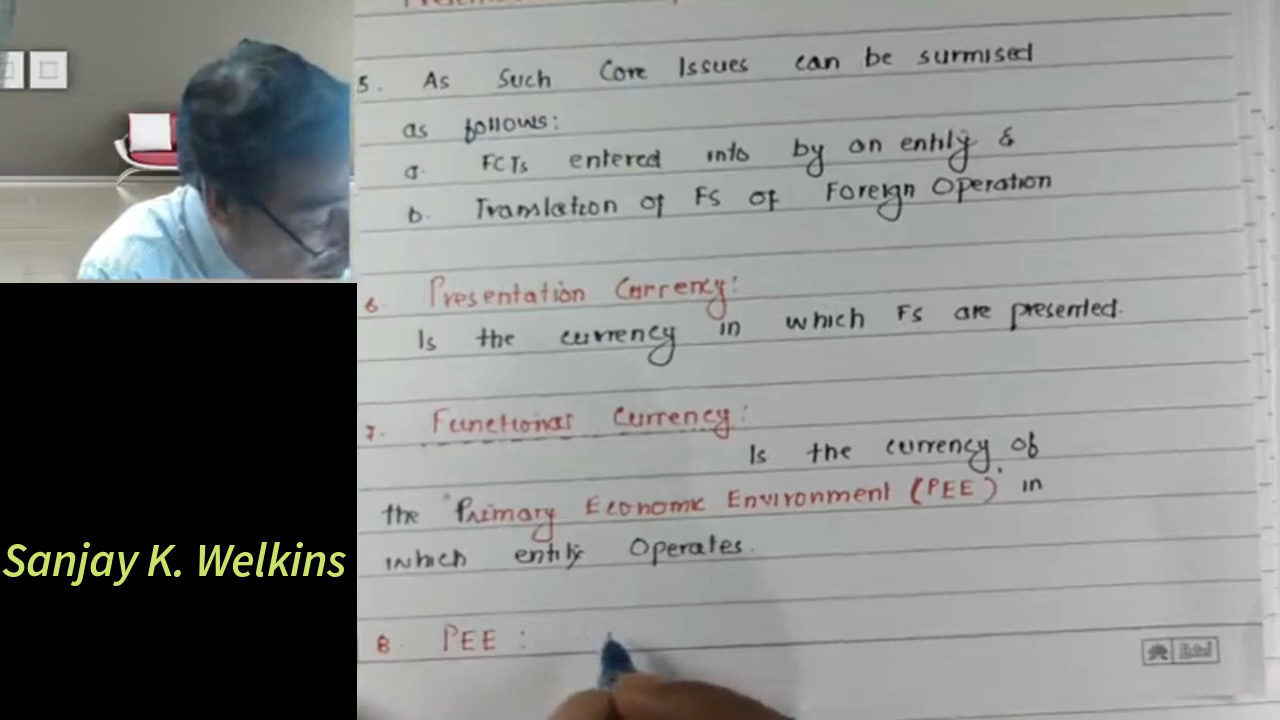 5. As Such Core Issues can be surmised
as follows:
a. FCTs entered into by an entity &
b. Translation of FS of Foreign Operation
6. Presentation Currency:
Is the currency in which FS are presented.
7. Functional Currency:
Is the currency of
the "Primary Economic Environment (PEE)" in
which entity Operates.
8. PEE :
Sanjay K. Welkins